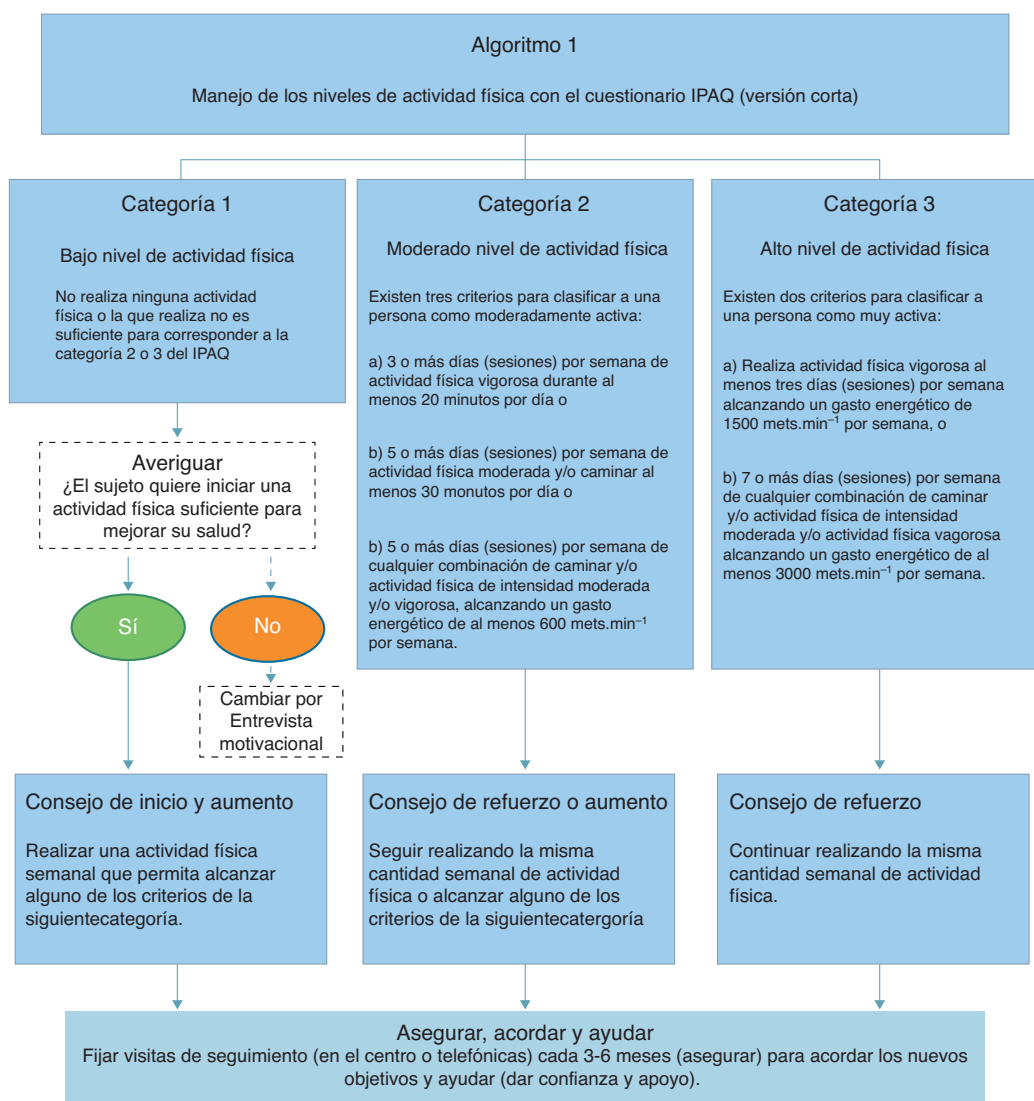 Algoritmo 1
Manejo de los niveles de actividad física con el cuestionario IPAQ (versión corta)
Categoría 1
Bajo nivel de actividad física
No realiza ninguna actividad
física o la que realiza no es
suficiente para corresponder a la
categoría 2 o 3 del IPAQ
Averiguar
¿El sujeto quiere iniciar una
actividad física suficiente para
mejorar su salud?
Sí
No
Cambiar por
Entrevista
motivacional
Consejo de inicio y aumento
Realizar una actividad física
semanal que permita alcanzar
alguno de los criterios de la
siguientecategoría.
Categoría 2
Moderado nivel de actividad física
Existen tres criterios para clasificar a una
persona como moderadamente activa:
a) 3 o más días (sesiones) por semana de
actividad física vigorosa durante al
menos 20 minutos por día o
b) 5 o más días (sesiones) por semana de
actividad física moderada y/o caminar al
menos 30 monutos por día o
b) 5 o más días (sesiones) por semana de
cualquier combinación de caminar y/o
actividad física de intensidad moderada
y/o vigorosa, alcanzando un gasto
energético de al menos 600 mets.min⁻¹
por semana.
Consejo de refuerzo o aumento
Seguir realizando la misma
cantidad semanal de actividad
física o alcanzar alguno de los
criterios de la siguientecatergoría
Categoría 3
Alto nivel de actividad física
Existen dos criterios para clasificar a
una persona como muy activa:
a) Realiza actividad física vigorosa al
menos tres días (sesiones) por semana
alcanzando un gasto energético de
1500 mets.min⁻¹ por semana, o
b) 7 o más días (sesiones) por semana
de cualquier combinación de caminar
y/o actividad física de intensidad
moderada y/o actividad física vagorosa
alcanzando un gasto energético de al
menos 3000 mets.min⁻¹ por semana.
Consejo de refuerzo
Continuar realizando la misma
cantidad semanal de actividad
física.
Asegurar, acordar y ayudar
Fijar visitas de seguimiento (en el centro o telefónicas) cada 3-6 meses (asegurar) para acordar los nuevos
objetivos y ayudar (dar confianza y apoyo).